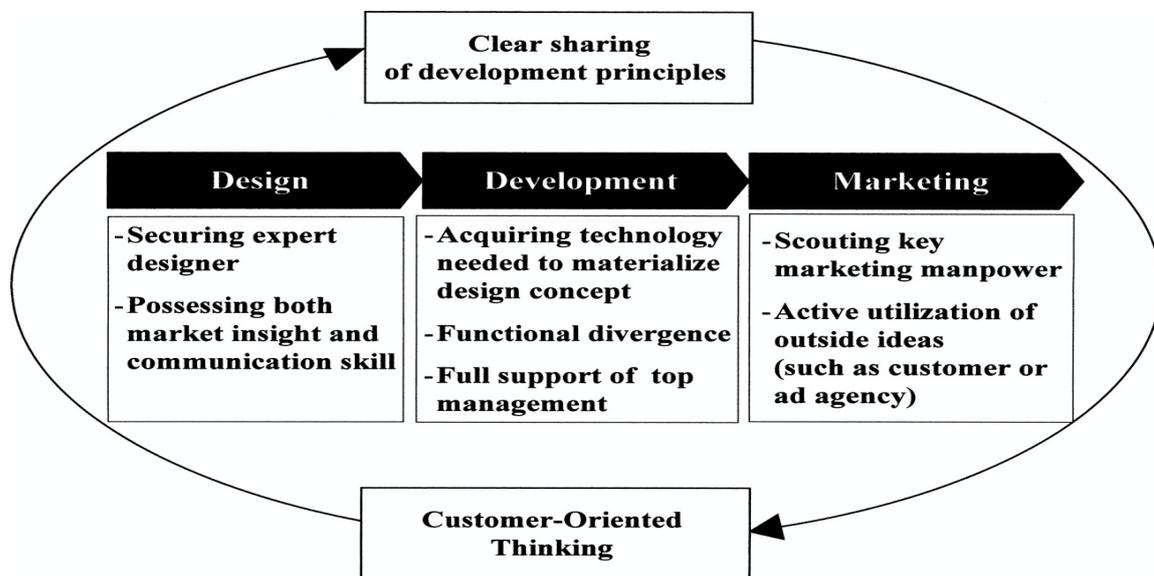 Clear sharing
of development principles
Design
Development
Marketing
-Securing expert
designer
-Possessing both
market insight and
communication skill
-Acquiring technology
needed to materialize
design concept
-Functional divergence
-Full support of top
management
-Scouting key
marketing manpower
-Active utilization of
outside ideas
(such as customer or
ad agency)
Customer-Oriented
Thinking